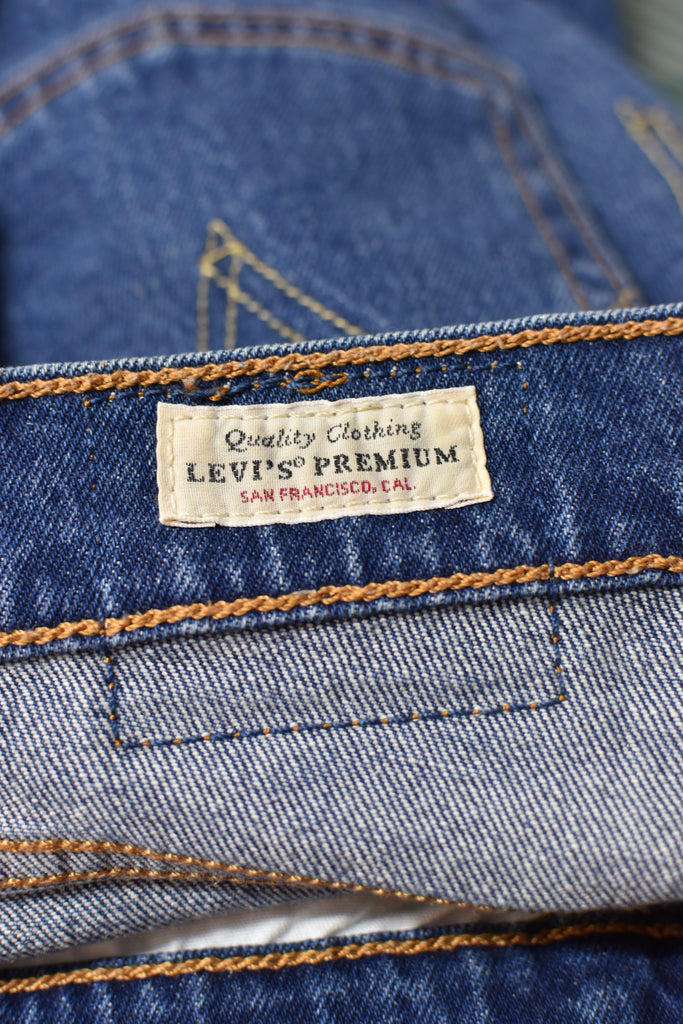 Quality Clothing
LEVI'S® PREMIUM
SAN FRANCISCO, CAL.